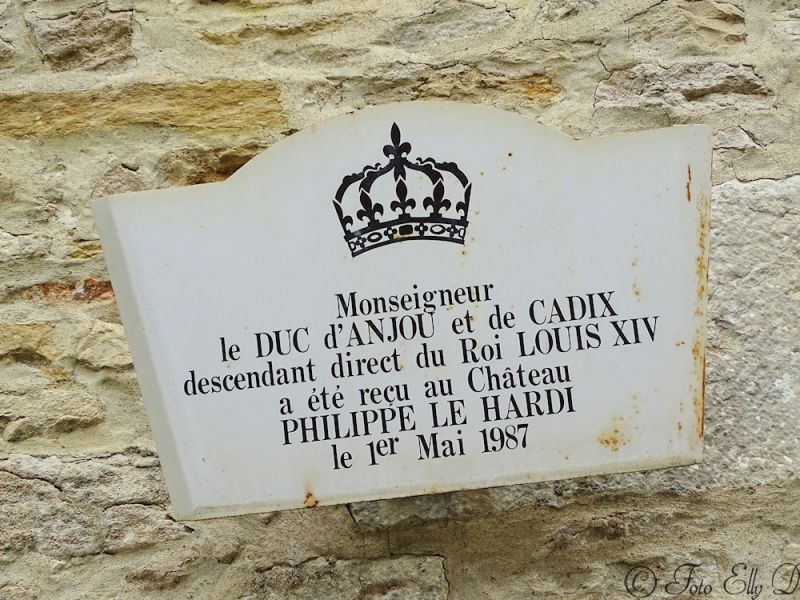 Monseigneur
le DUC d'ANJOU et de CADIX
descendant direct du Roi LOUIS XIV
a été reçu au Château
PHILIPPE LE HARDI
le 1er Mai 1987
© Foto Elly D